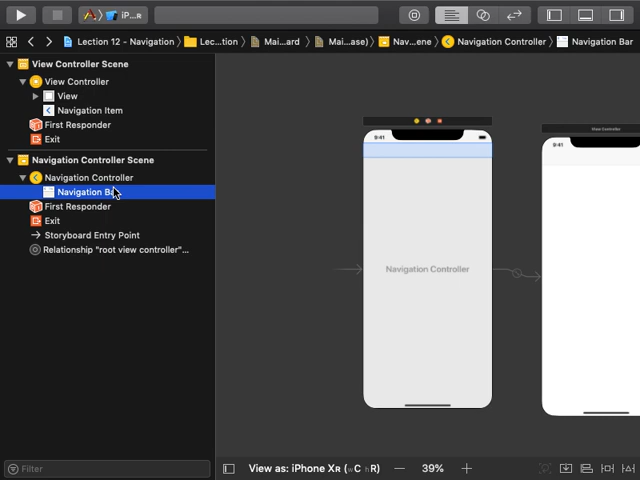 iP...R
Lection 12 - Navigation
Lec...tion
Mai...ard
Mai...ase)
Nav...ene
Navigation Controller
Navigation Bar
View Controller Scene
View Controller
View
Navigation Item
First Responder
Exit
Navigation Controller Scene
Navigation Controller
Navigation Ba
First Responder
Exit
Storyboard Entry Point
Relationship "root view controller"...
9:41
Navigation Controller
View Controller
9:41
Filter
View as: iPhone XR (wC hR)
39%